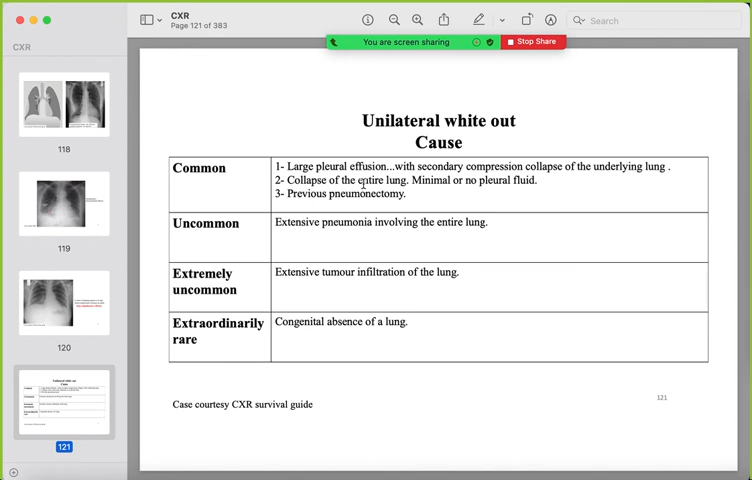 CXR
Page 121 of 383
Search
You are screen sharing
Stop Share
CXR
118
119
120
121
Unilateral white out
Cause
Common
1- Large pleural effusion...with secondary compression collapse of the underlying lung .
2- Collapse of the entire lung. Minimal or no pleural fluid.
3- Previous pneumonectomy.
Uncommon
Extensive pneumonia involving the entire lung.
Extremely
uncommon
Extensive tumour infiltration of the lung.
Extraordinarily
rare
Congenital absence of a lung.
Case courtesy CXR survival guide
121